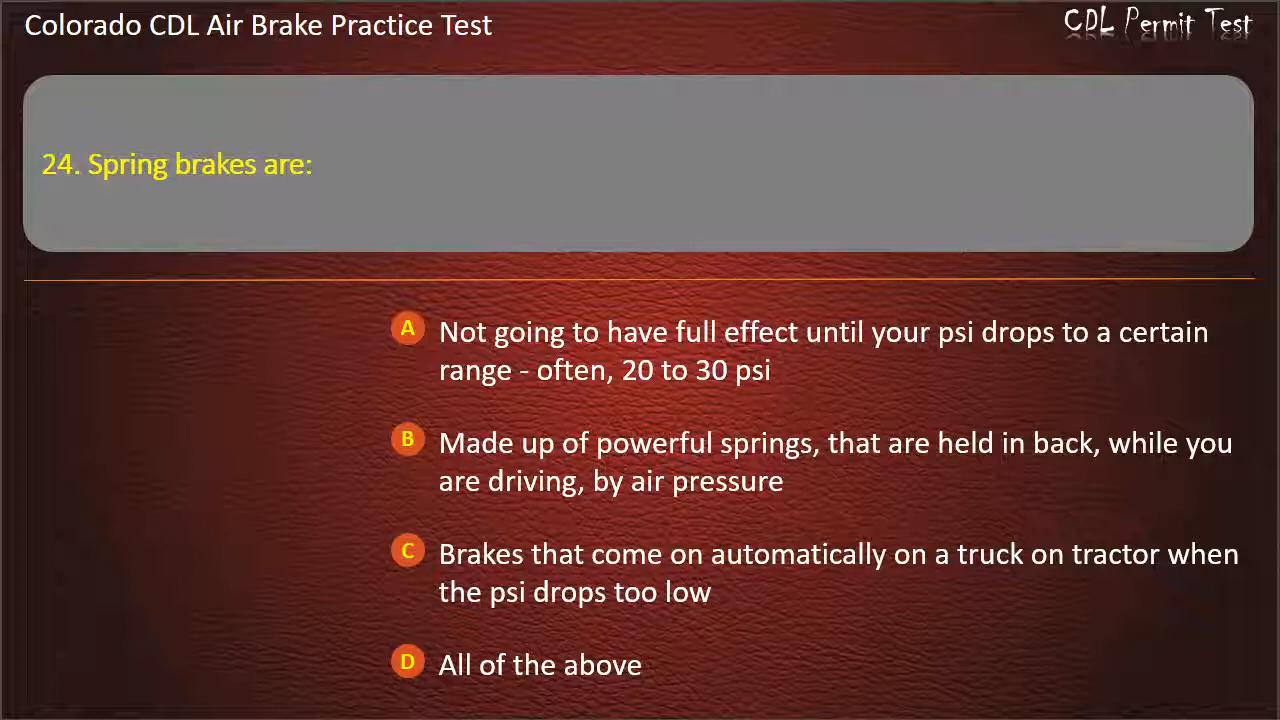 Colorado CDL Air Brake Practice Test
CDL Permit Test
24. Spring brakes are:
A Not going to have full effect until your psi drops to a certain
range - often, 20 to 30 psi
B Made up of powerful springs, that are held in back, while you
are driving, by air pressure
C Brakes that come on automatically on a truck on tractor when
the psi drops too low
D All of the above